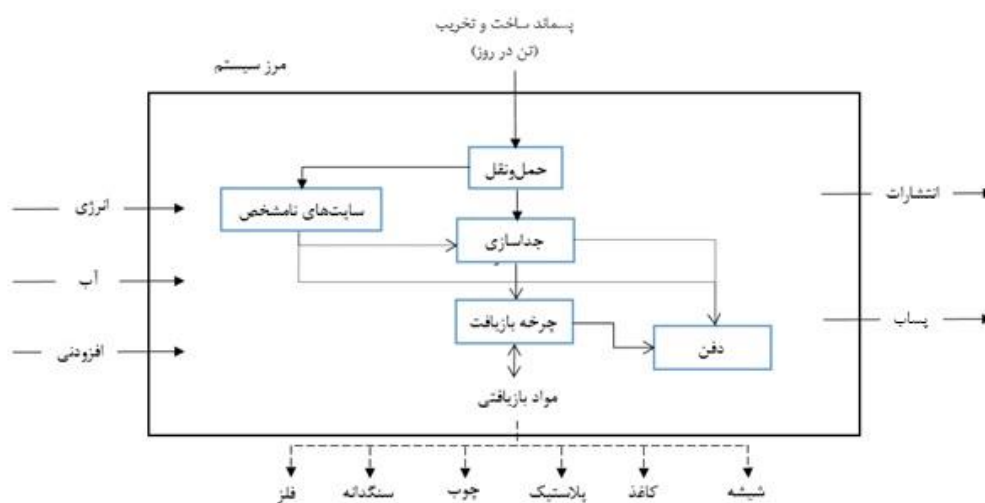 پسماند ساخت و تخریب
(تن در روز)
مرز سیستم
حمل‌ونقل
سایت‌های نامشخص
جداسازی
چرخه بازیافت
دفن
مواد بازیافتی
انرژی
آب
افزودنی
انتشارات
پساب
شیشه
کاغذ
پلاستیک
چوب
سنگدانه
فلز